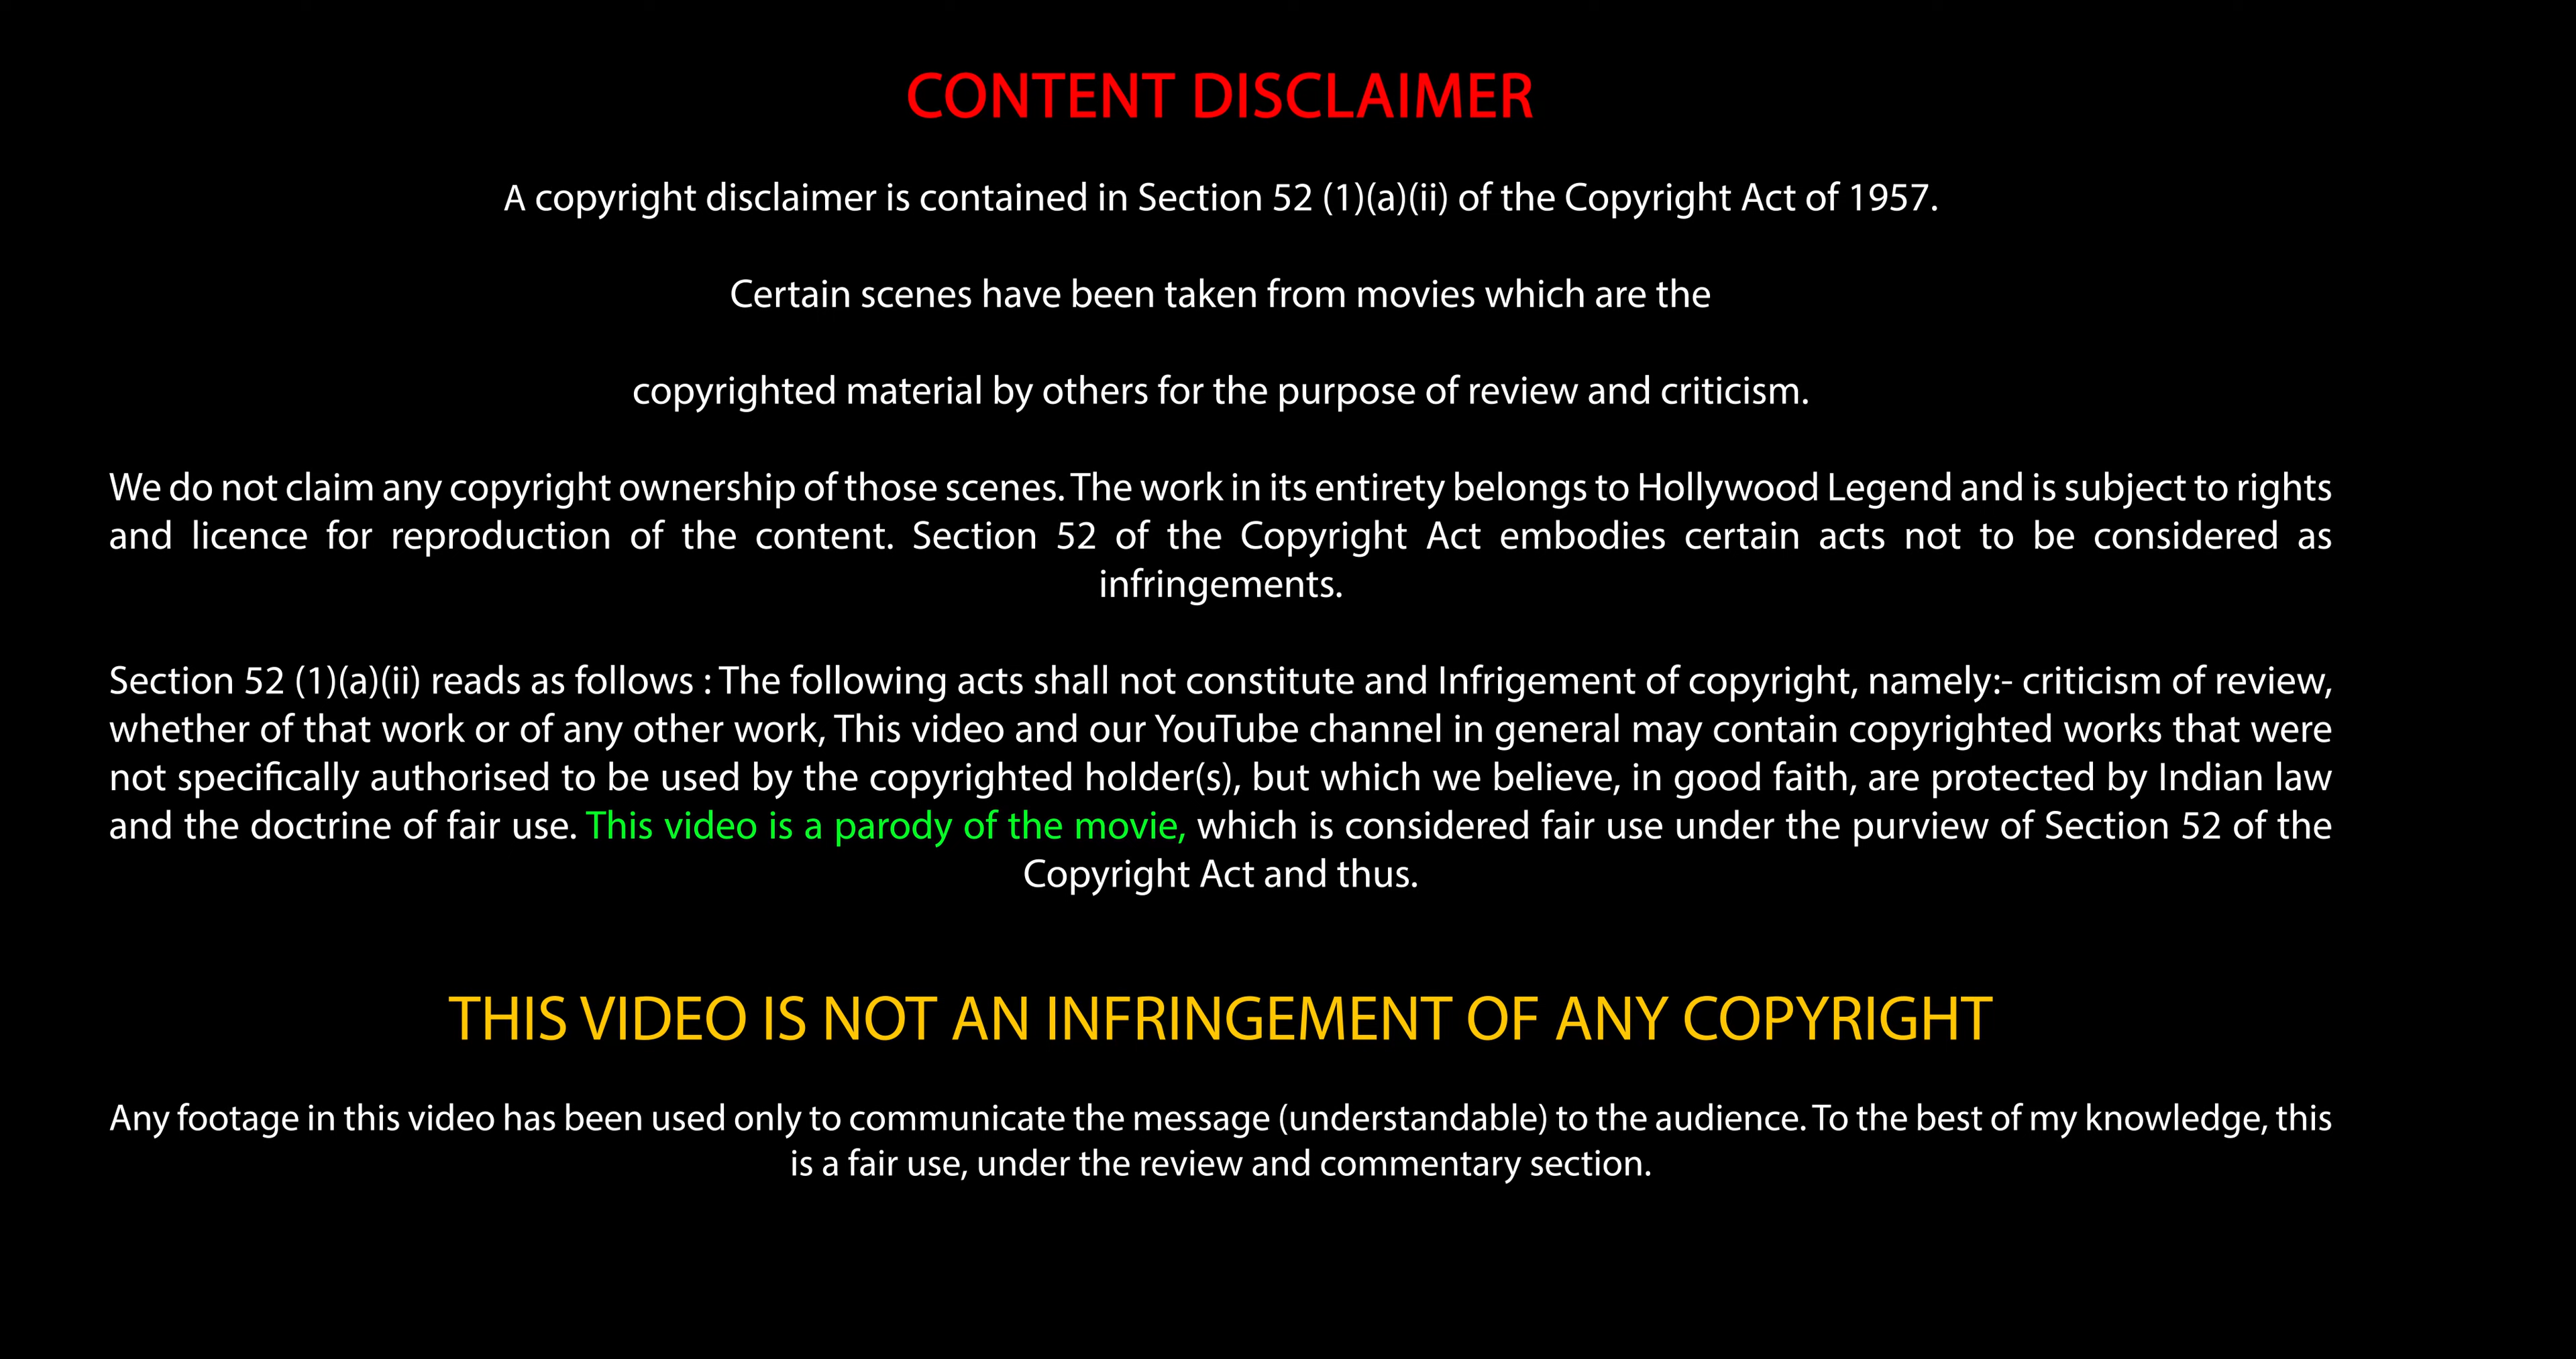 CONTENT DISCLAIMER
A copyright disclaimer is contained in Section 52 (1)(a)(ii) of the Copyright Act of 1957.
Certain scenes have been taken from movies which are the
copyrighted material by others for the purpose of review and criticism.
We do not claim any copyright ownership of those scenes. The work in its entirety belongs to Hollywood Legend and is subject to rights
and licence for reproduction of the content. Section 52 of the Copyright Act embodies certain acts not to be considered as
infringements.
Section 52 (1)(a)(ii) reads as follows : The following acts shall not constitute and Infrigement of copyright, namely:- criticism of review,
whether of that work or of any other work, This video and our YouTube channel in general may contain copyrighted works that were
not specifically authorised to be used by the copyrighted holder(s), but which we believe, in good faith, are protected by Indian law
and the doctrine of fair use. This video is a parody of the movie, which is considered fair use under the purview of Section 52 of the
Copyright Act and thus.
THIS VIDEO IS NOT AN INFRINGEMENT OF ANY COPYRIGHT
Any footage in this video has been used only to communicate the message (understandable) to the audience. To the best of my knowledge, this
is a fair use, under the review and commentary section.